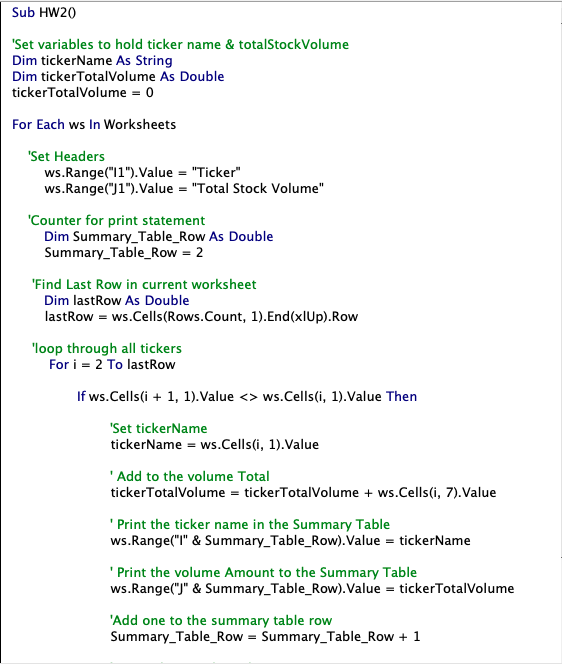 Sub HW2()
'Set variables to hold ticker name & totalStockVolume
Dim tickerName As String
Dim tickerTotalVolume As Double
tickerTotalVolume = 0
For Each ws In Worksheets
'Set Headers
ws.Range("I1").Value = "Ticker"
ws.Range("J1").Value = "Total Stock Volume"
'Counter for print statement
Dim Summary_Table_Row As Double
Summary_Table_Row = 2
'Find Last Row in current worksheet
Dim lastRow As Double
lastRow = ws.Cells(Rows.Count, 1).End(xlUp).Row
'loop through all tickers
For i = 2 To lastRow
If ws.Cells(i + 1, 1).Value <> ws.Cells(i, 1).Value Then
'Set tickerName
tickerName = ws.Cells(i, 1).Value
' Add to the volume Total
tickerTotalVolume = tickerTotalVolume + ws.Cells(i, 7).Value
' Print the ticker name in the Summary Table
ws.Range("I" & Summary_Table_Row).Value = tickerName
' Print the volume Amount to the Summary Table
ws.Range("J" & Summary_Table_Row).Value = tickerTotalVolume
'Add one to the summary table row
Summary_Table_Row = Summary_Table_Row + 1